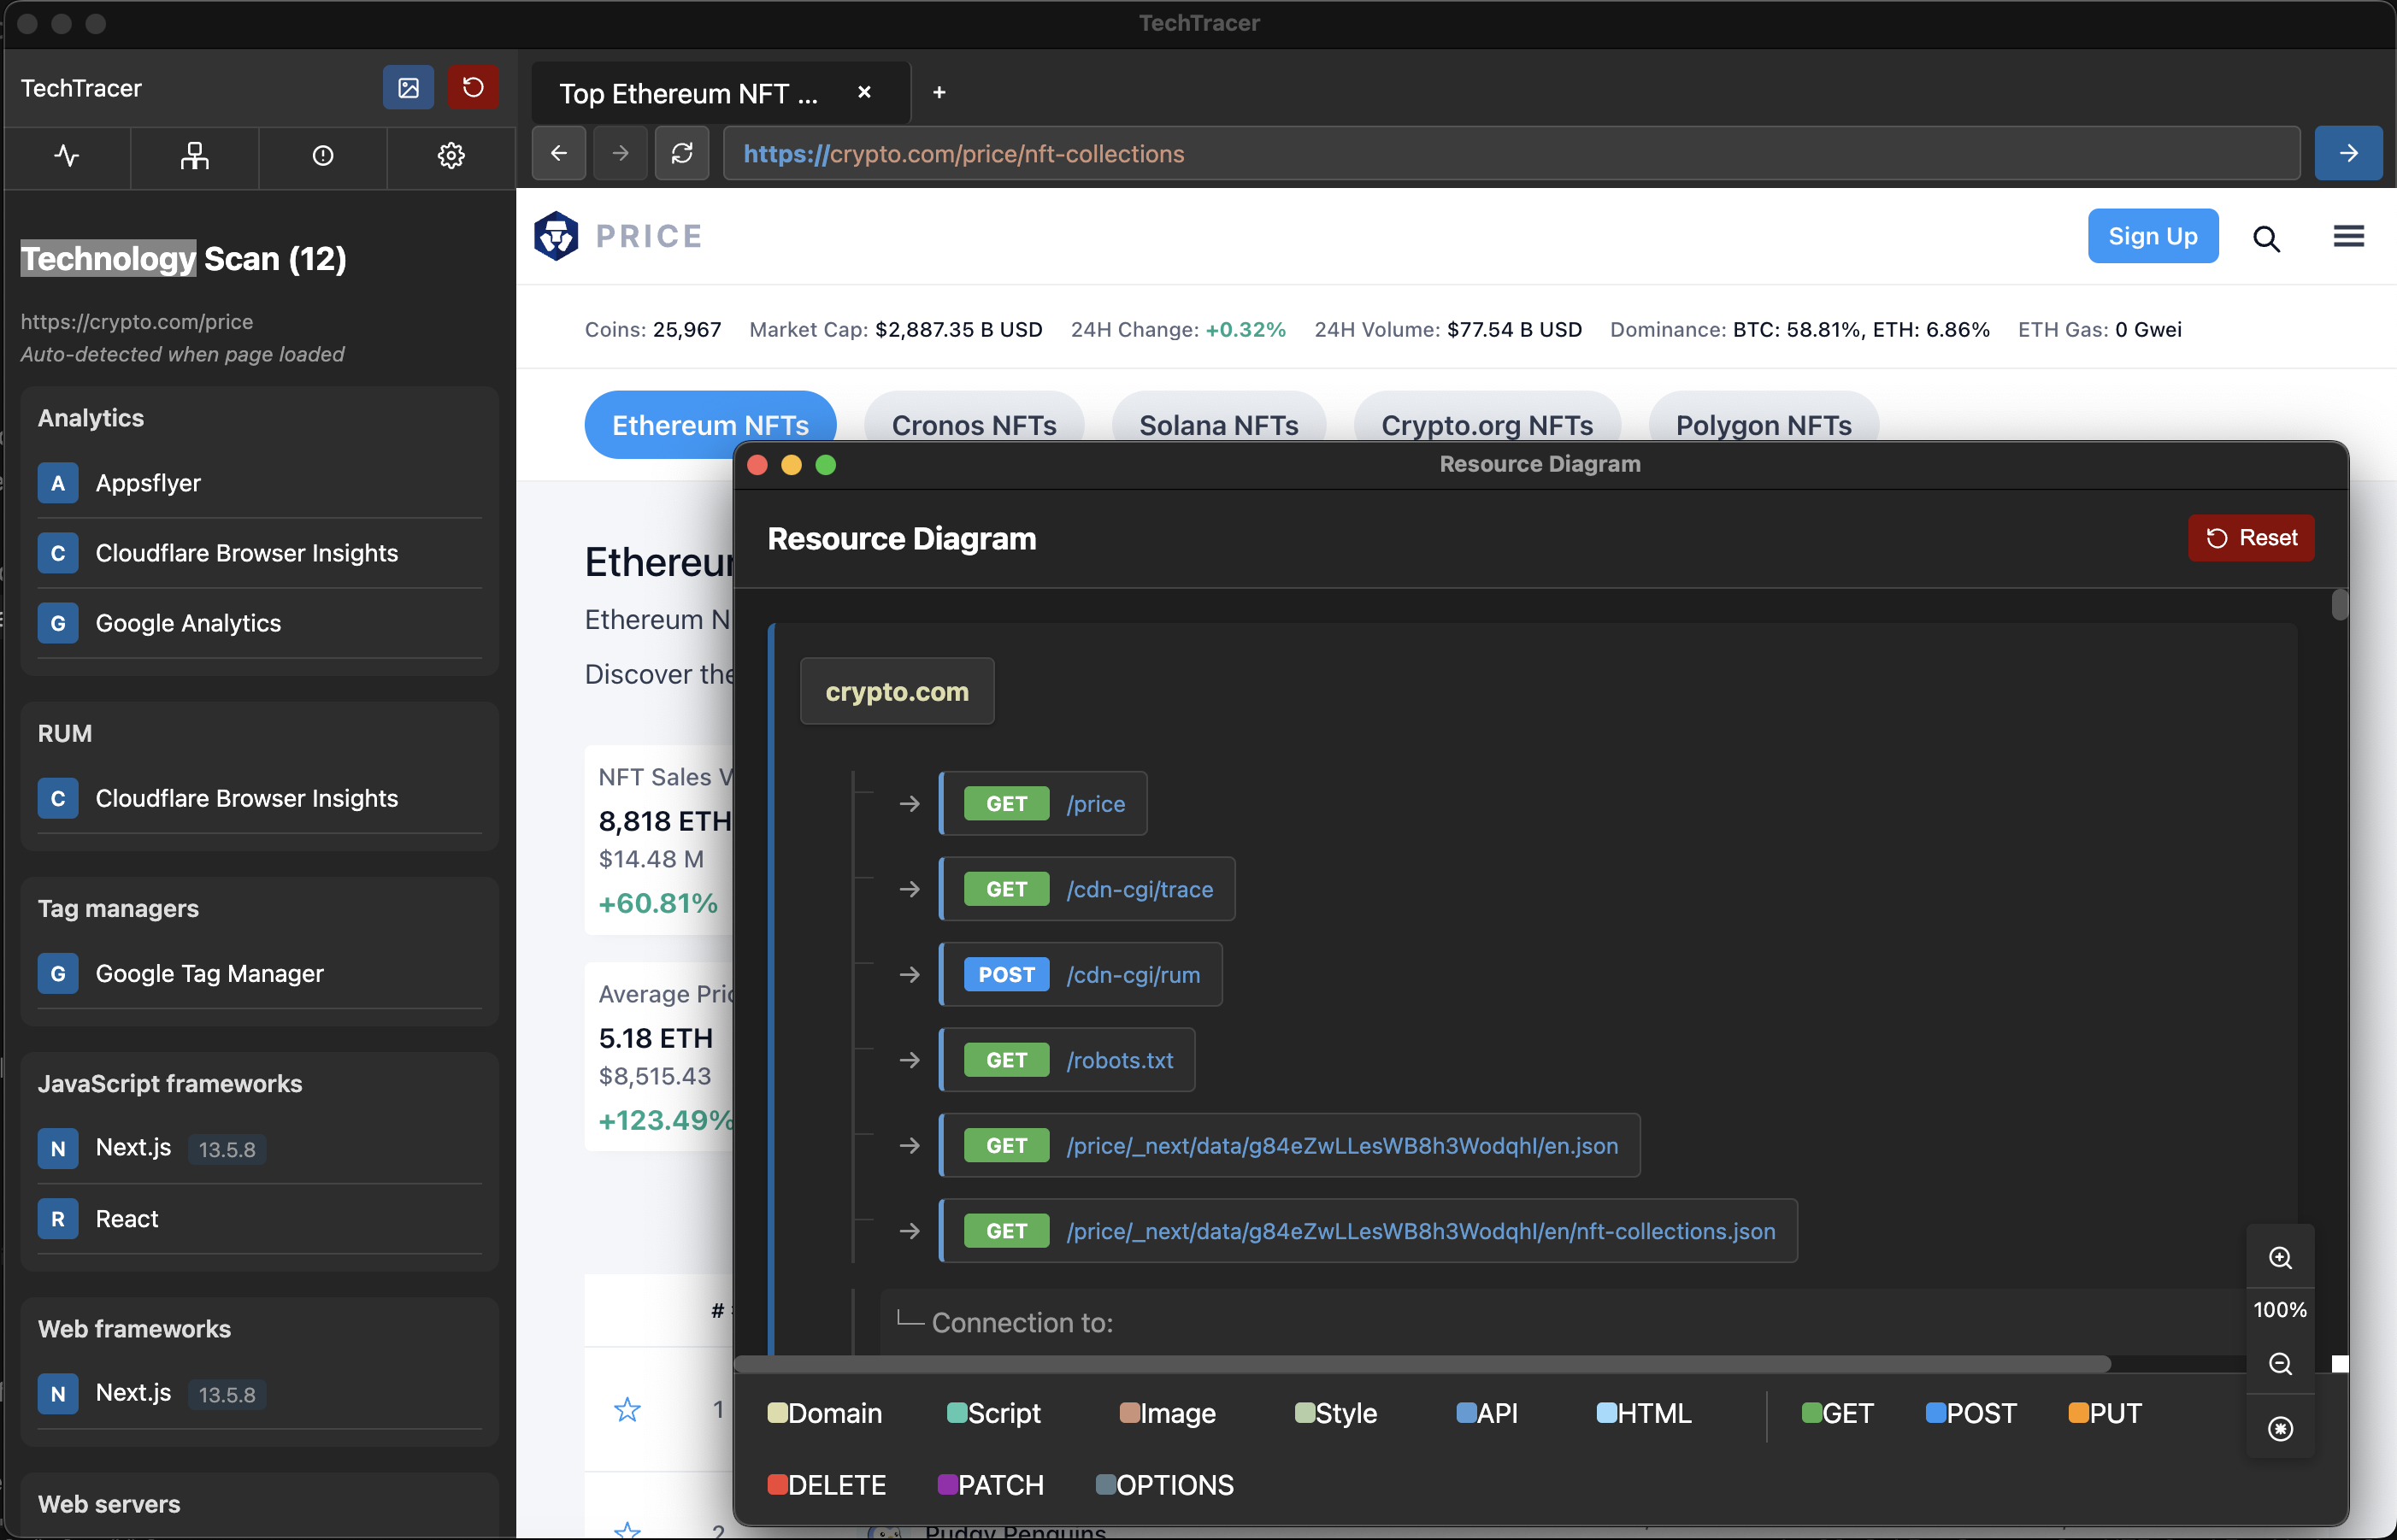 TechTracer
TechTracer
Top Ethereum NFT ...
https://crypto.com/price/nft-collections
Technology Scan (12)
https://crypto.com/price
Auto-detected when page loaded
Analytics
A Appsflyer
C Cloudflare Browser Insights
G Google Analytics
RUM
C Cloudflare Browser Insights
Tag managers
G Google Tag Manager
JavaScript frameworks
N Next.js 13.5.8
R React
Web frameworks
N Next.js 13.5.8
Web servers
PRICE
Sign Up
Coins: 25,967 Market Cap: $2,887.35 B USD 24H Change: +0.32% 24H Volume: $77.54 B USD Dominance: BTC: 58.81%, ETH: 6.86% ETH Gas: 0 Gwei
Ethereum NFTs Cronos NFTs Solana NFTs Crypto.org NFTs Polygon NFTs
Ethereum
Ethereum N
Discover the
NFT Sales V
8,818 ETH
$14.48 M
+60.81%
Average Pric
5.18 ETH
$8,515.43
+123.49%
#
1
2 Pudgy Penguins
Resource Diagram
Resource Diagram
Reset
crypto.com
GET /price
GET /cdn-cgi/trace
POST /cdn-cgi/rum
GET /robots.txt
GET /price/_next/data/g84eZwLLesWB8h3WodqhI/en.json
GET /price/_next/data/g84eZwLLesWB8h3WodqhI/en/nft-collections.json
Connection to:
100%
Domain Script Image Style API HTML GET POST PUT
DELETE PATCH OPTIONS